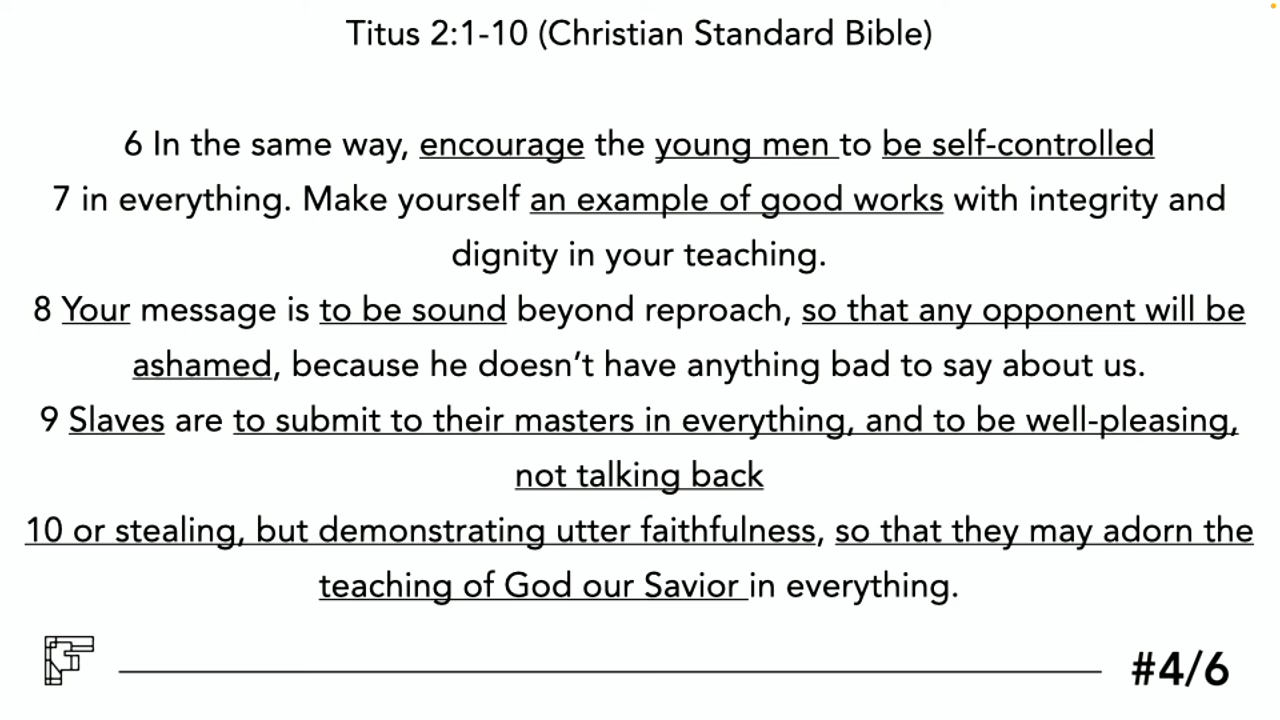 Titus 2:1-10 (Christian Standard Bible)
6 In the same way, encourage the young men to be self-controlled
7 in everything. Make yourself an example of good works with integrity and
dignity in your teaching.
8 Your message is to be sound beyond reproach, so that any opponent will be
ashamed, because he doesn’t have anything bad to say about us.
9 Slaves are to submit to their masters in everything, and to be well-pleasing,
not talking back
10 or stealing, but demonstrating utter faithfulness, so that they may adorn the
teaching of God our Savior in everything.
#4/6